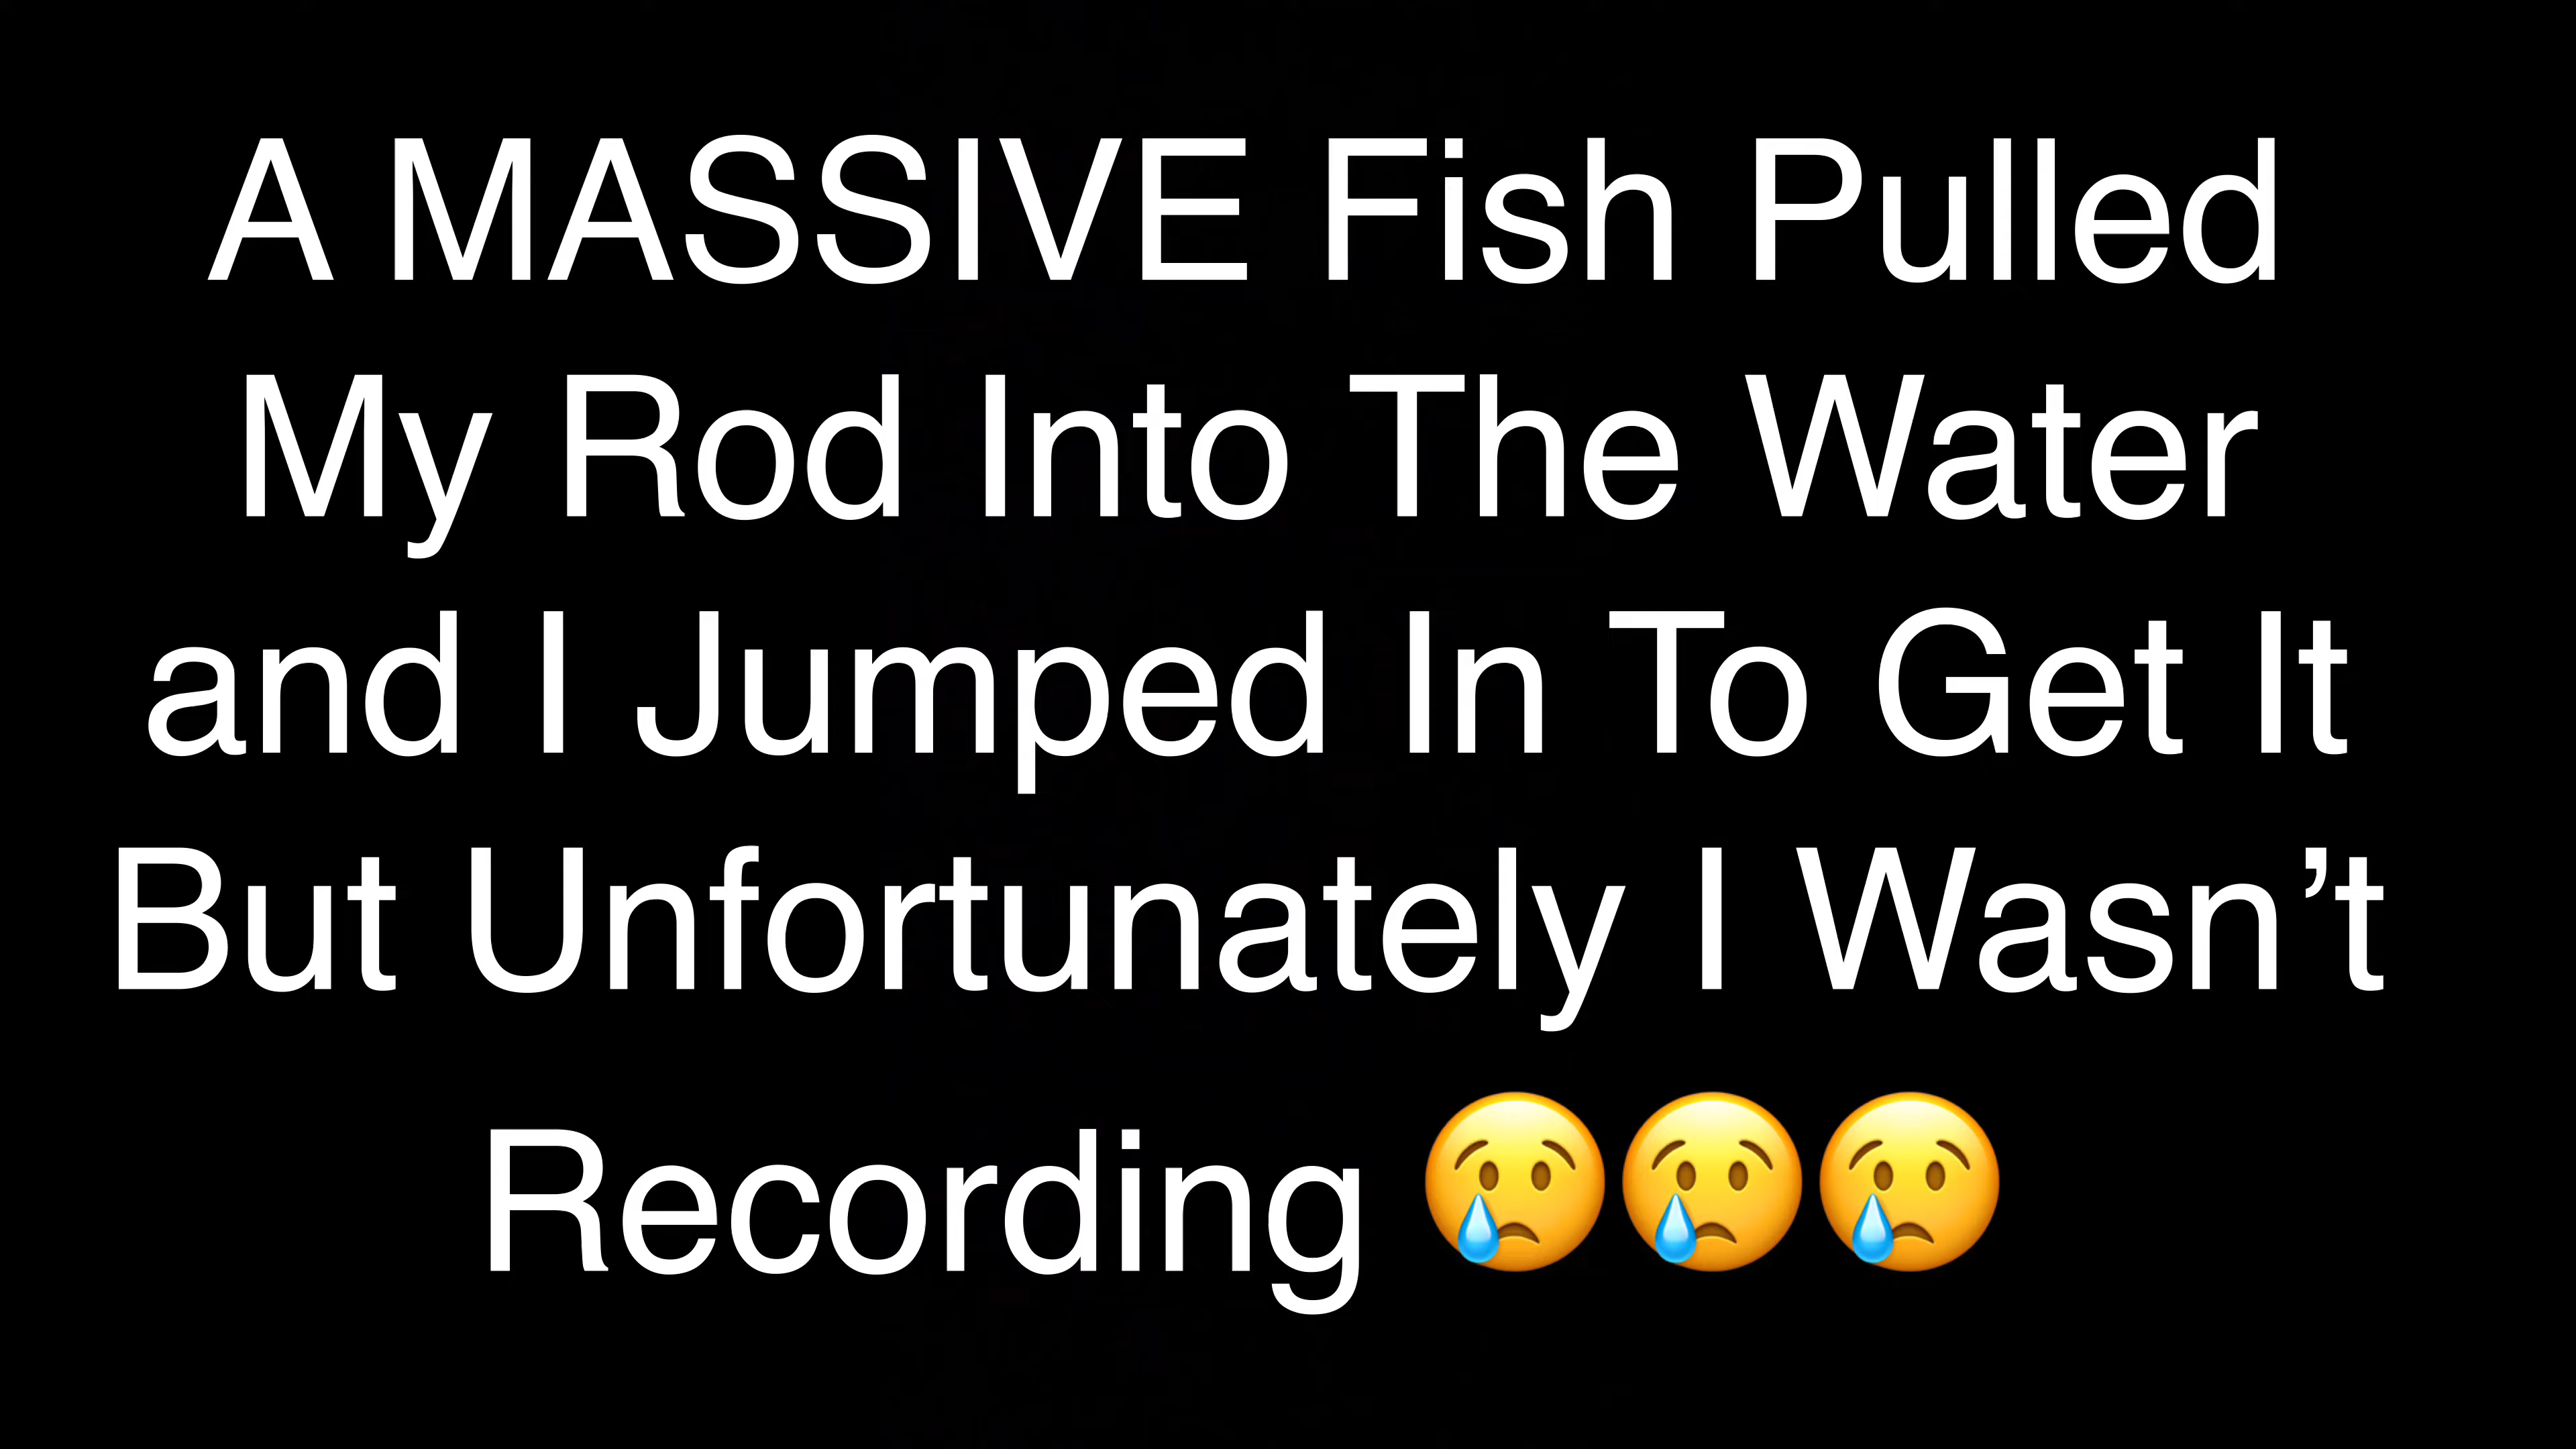 A MASSIVE Fish Pulled
My Rod Into The Water
and I Jumped In To Get It
But Unfortunately I Wasn’t
Recording 😢😢😢